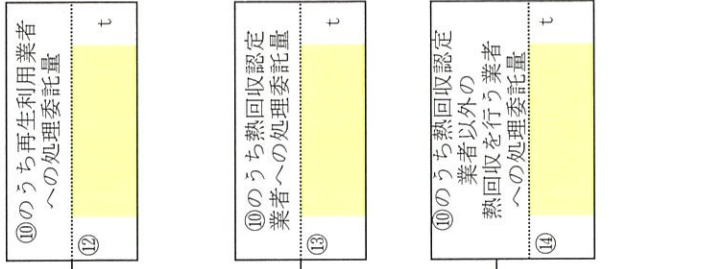 ⑩のうち再生利用業者
への処理委託量
⑫ t
⑩のうち熱回収認定
業者への処理委託量
⑬ t
⑩のうち熱回収認定
業者以外の
熱回収を行う業者
への処理委託量
⑭ t